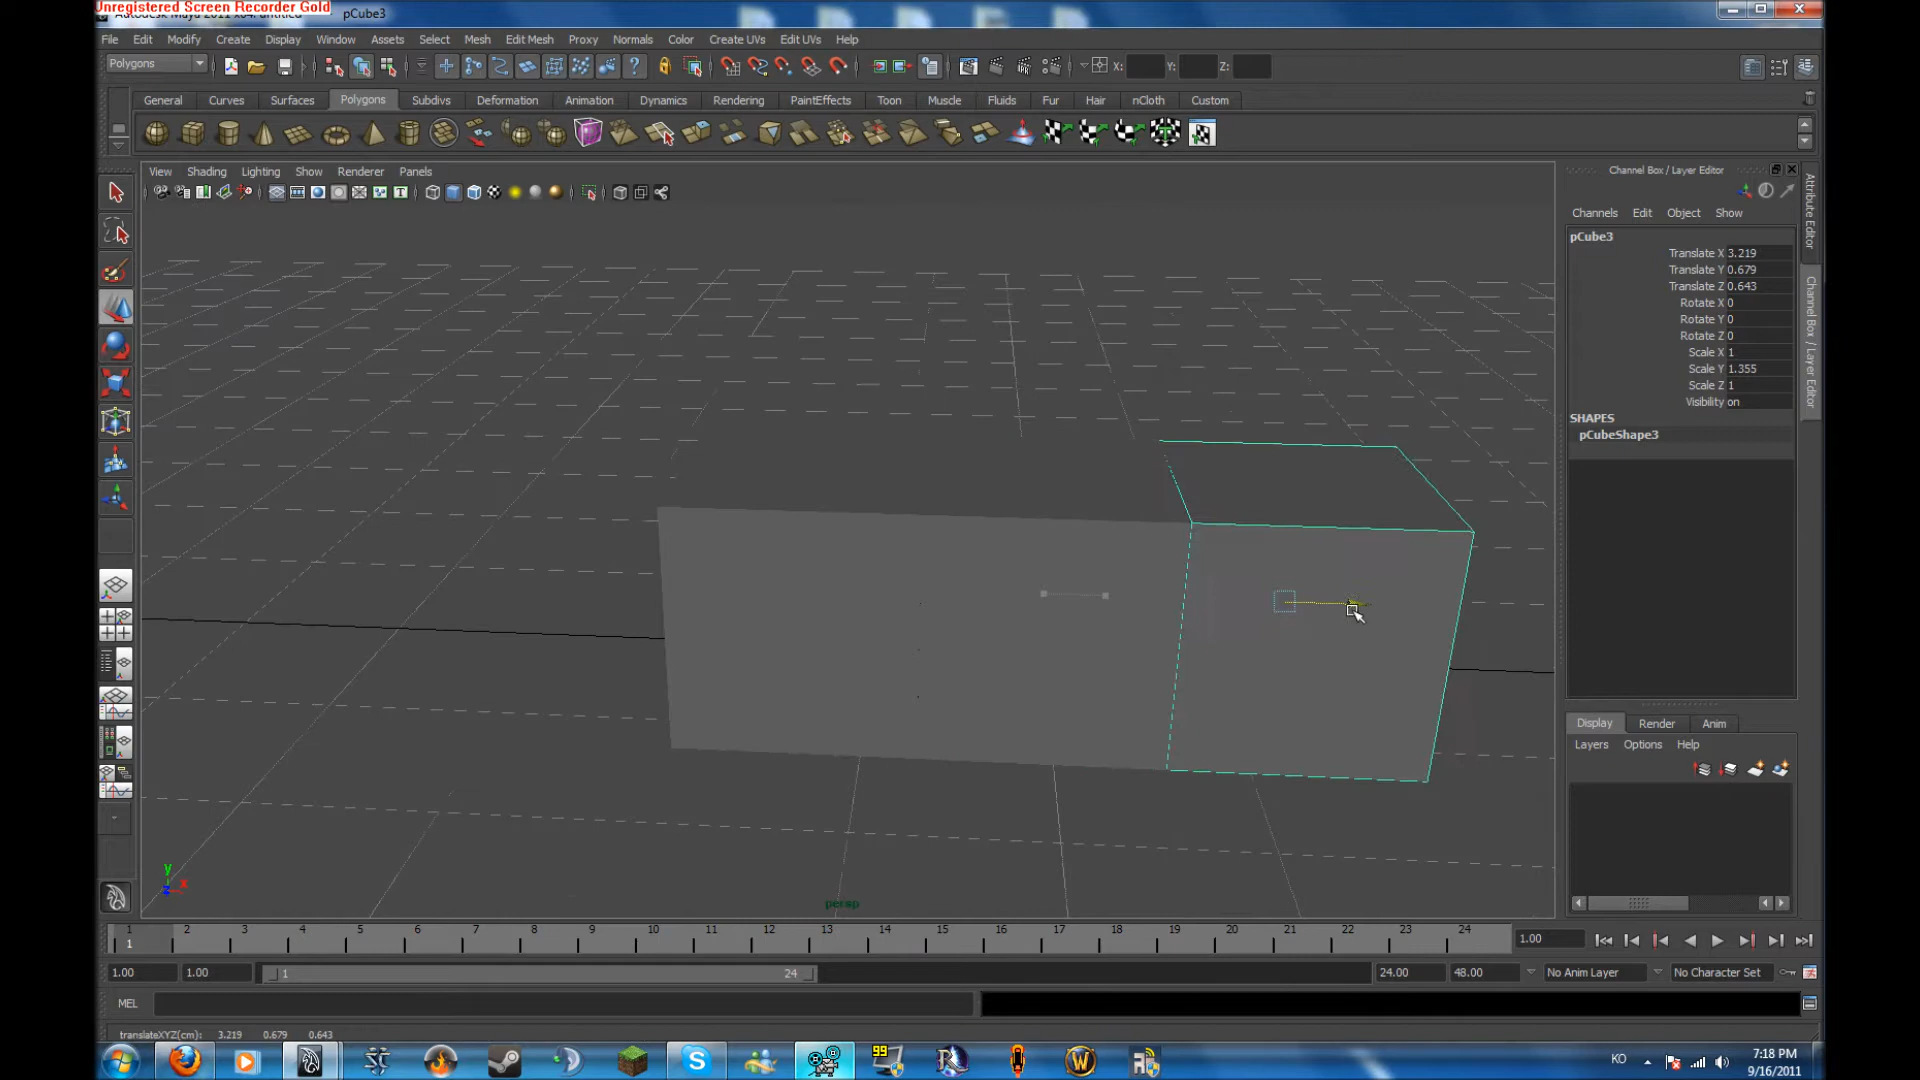 Unregistered Screen Recorder Gold
pCube3
File Edit Modify Create Display Window Assets Select Mesh Edit Mesh Proxy Normals Color Create UVs Edit UVs Help
Polygons
X: Y: Z:
General Curves Surfaces Polygons Subdivs Deformation Animation Dynamics Rendering PaintEffects Toon Muscle Fluids Fur Hair nCloth Custom
View Shading Lighting Show Renderer Panels
Channel Box / Layer Editor
Channels Edit Object Show
pCube3
Translate X 3.219
Translate Y 0.679
Translate Z 0.643
Rotate X 0
Rotate Y 0
Rotate Z 0
Scale X 1
Scale Y 1.355
Scale Z 1
Visibility on
SHAPES
pCubeShape3
Attribute Editor
Channel Box / Layer Editor
Display Render Anim
Layers Options Help
y
z x
persp
1 2 3 4 5 6 7 8 9 10 11 12 13 14 15 16 17 18 19 20 21 22 23 24
1
1.00
1.00 1.00 1 24 24.00 48.00 No Anim Layer No Character Set
MEL
translateXYZ(cm): 3.219 0.679 0.643
99
KO
7:18 PM
9/16/2011